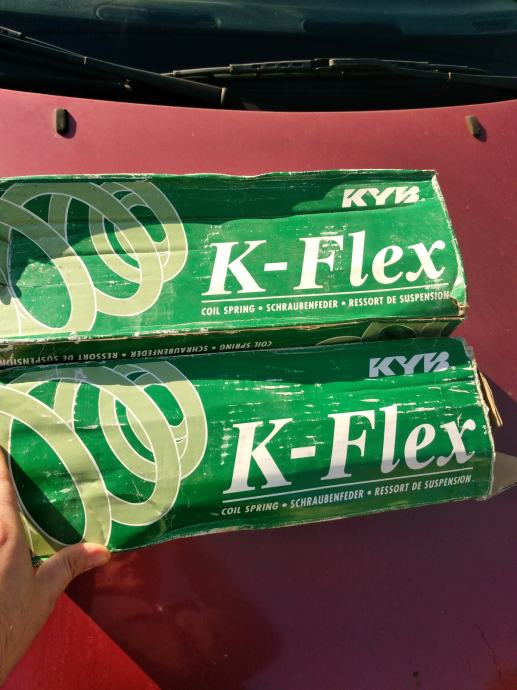 KYB
K-Flex
COIL SPRING • SCHRAUBENFEDER • RESSORT DE SUSPENSION
COIL SPRING • SCHRAUBENFEDER • RESSORT DE SUSPENSION
KYB
K-Flex
COIL SPRING • SCHRAUBENFEDER • RESSORT DE SUSPENSION